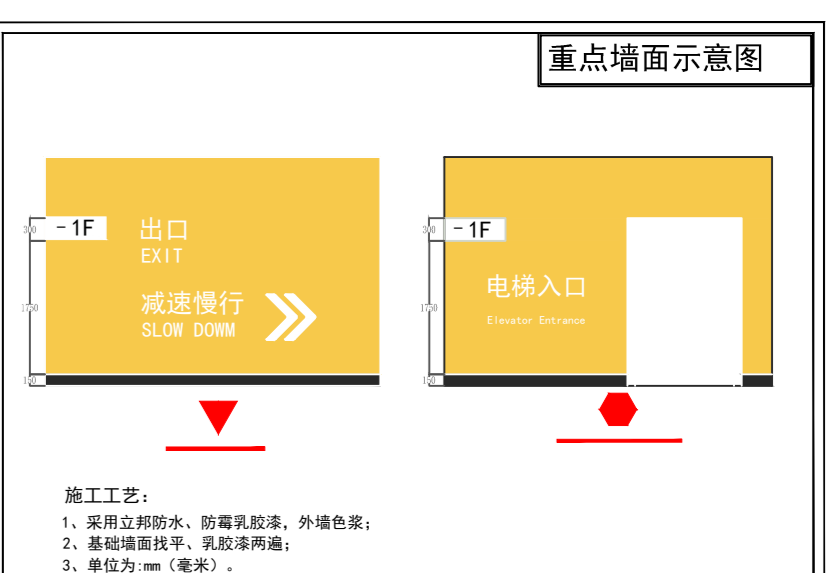 重点墙面示意图
300
-1F
出口
EXIT
减速慢行
SLOW DOWM
1750
150
300
-1F
电梯入口
Elevator Entrance
1750
150
施工工艺:
1、采用立邦防水、防霉乳胶漆,外墙色浆;
2、基础墙面找平、乳胶漆两遍;
3、单位为:mm(毫米)。